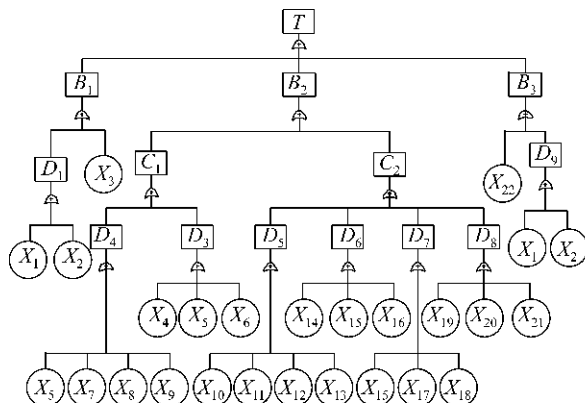 T
B₁ B₂ B₃
D₁ X₃ C₁ C₂ X₂₂ D₉
X₁ X₂ D₄ D₃ D₅ D₆ D₇ D₈ X₁ X₂
X₄ X₅ X₆ X₁₄ X₁₅ X₁₆ X₁₉ X₂₀ X₂₁
X₅ X₇ X₈ X₉ X₁₀ X₁₁ X₁₂ X₁₃ X₁₅ X₁₇ X₁₈